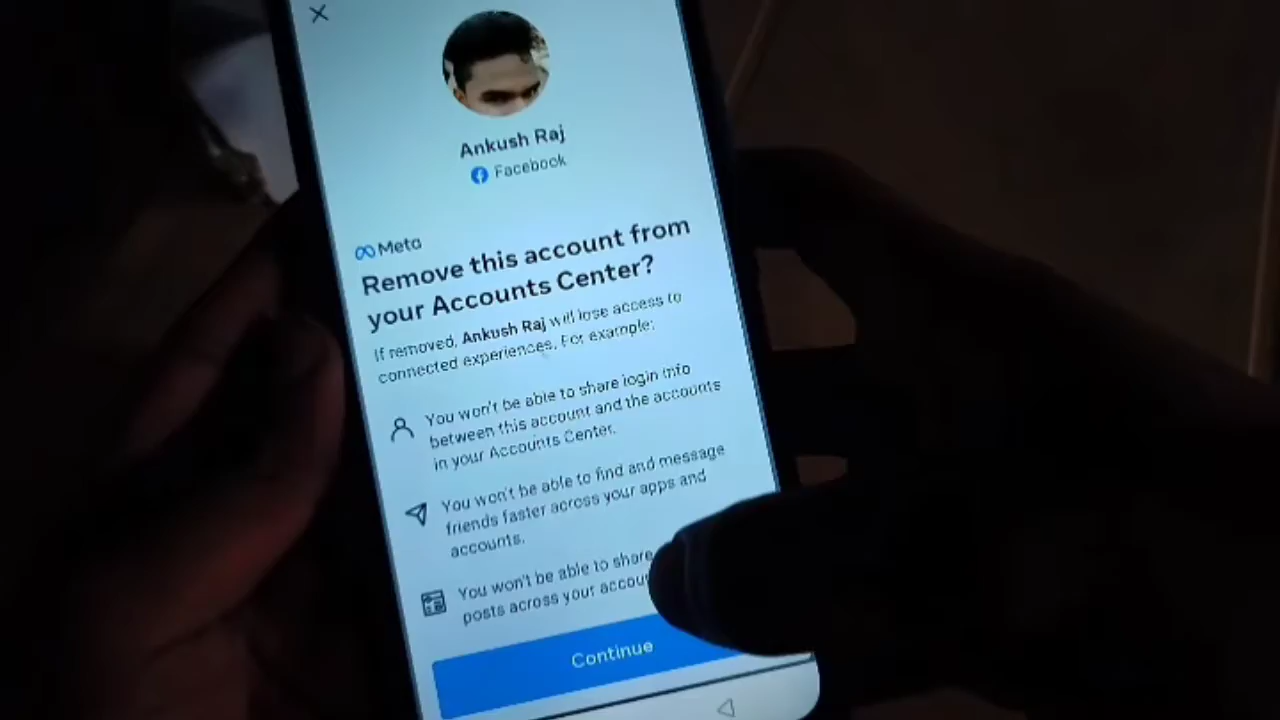 Ankush Raj
Facebook
Meta
Remove this account from
your Accounts Center?
If removed, Ankush Raj will lose access to
connected experiences. For example:
You won't be able to share login info
between this account and the accounts
in your Accounts Center.
You won't be able to find and message
friends faster across your apps and
accounts.
You won't be able to share
posts across your accou
Continue